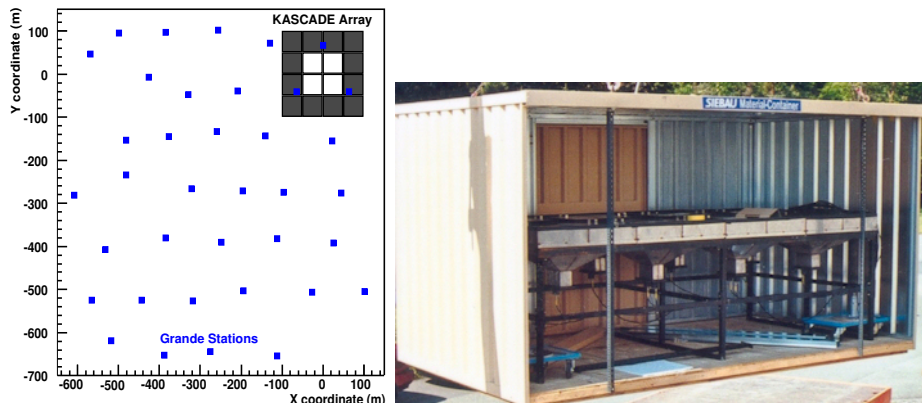 KASCADE Array
Y coordinate (m)
100
0
-100
-200
-300
-400
-500
-600
-700
Grande Stations
-600 -500 -400 -300 -200 -100 0 100
X coordinate (m)
SIEBAU Material-Container